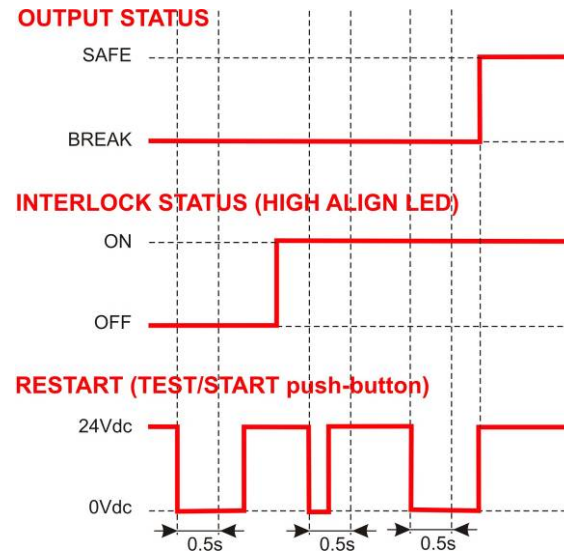 OUTPUT STATUS
SAFE
BREAK
INTERLOCK STATUS (HIGH ALIGN LED)
ON
OFF
RESTART (TEST/START push-button)
24Vdc
0Vdc
0.5s 0.5s 0.5s